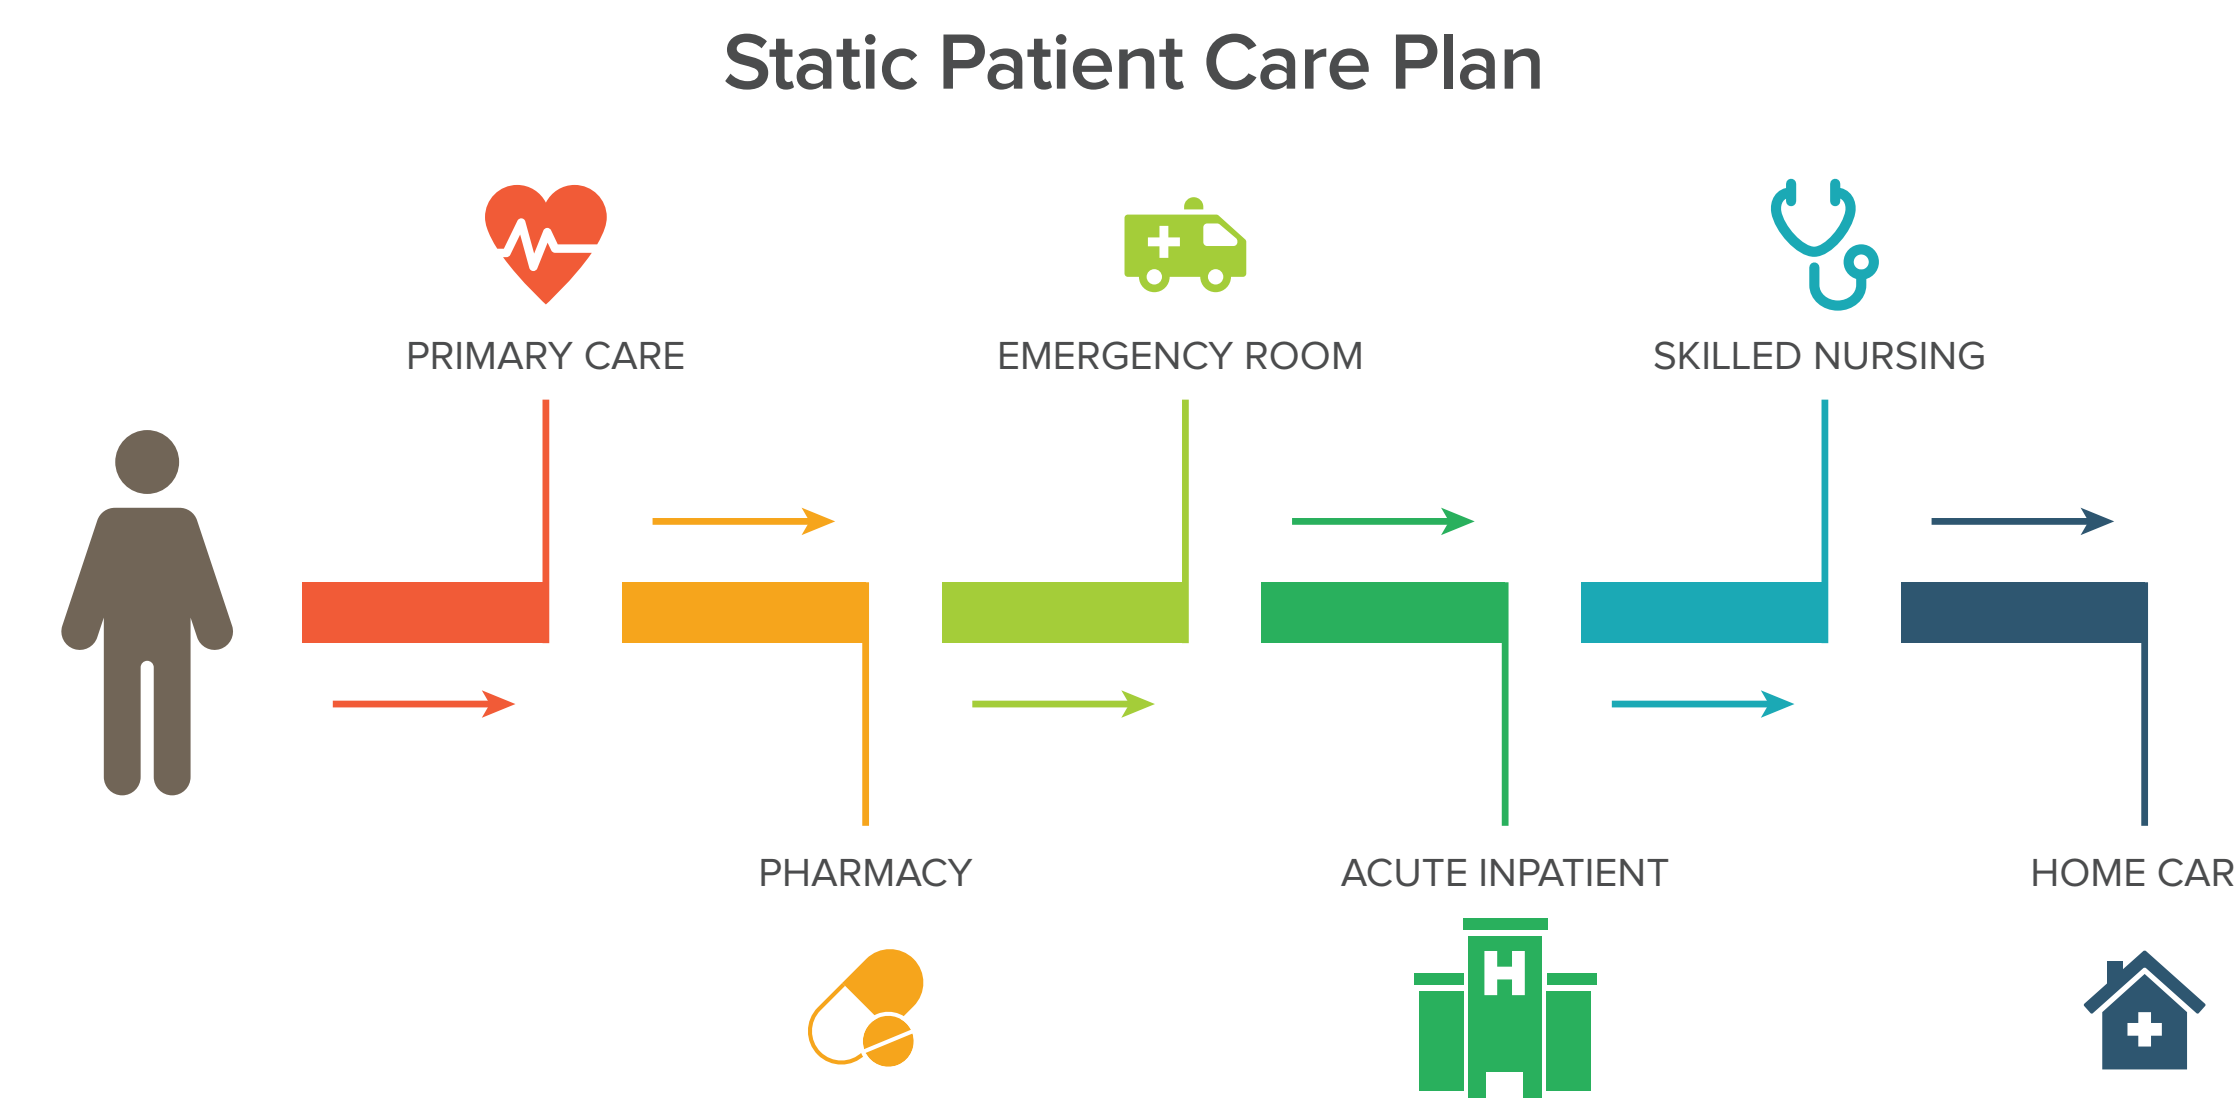 Static Patient Care Plan
PRIMARY CARE
EMERGENCY ROOM
SKILLED NURSING
PHARMACY
ACUTE INPATIENT
HOME CAR
H